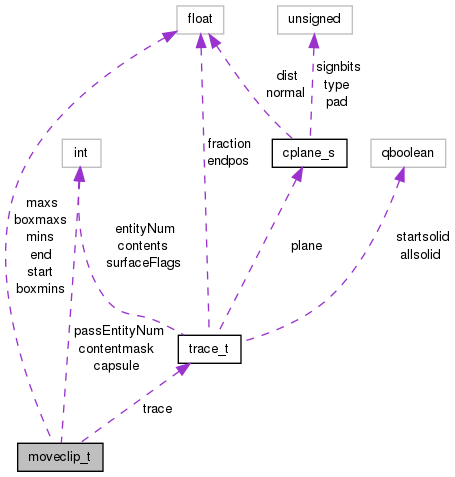 float
unsigned
dist
normal
signbits
type
pad
int
fraction
endpos
cplane_s
qboolean
maxs
boxmaxs
mins
end
start
boxmins
entityNum
contents
surfaceFlags
plane
startsolid
allsolid
passEntityNum
contentmask
capsule
trace_t
trace
moveclip_t